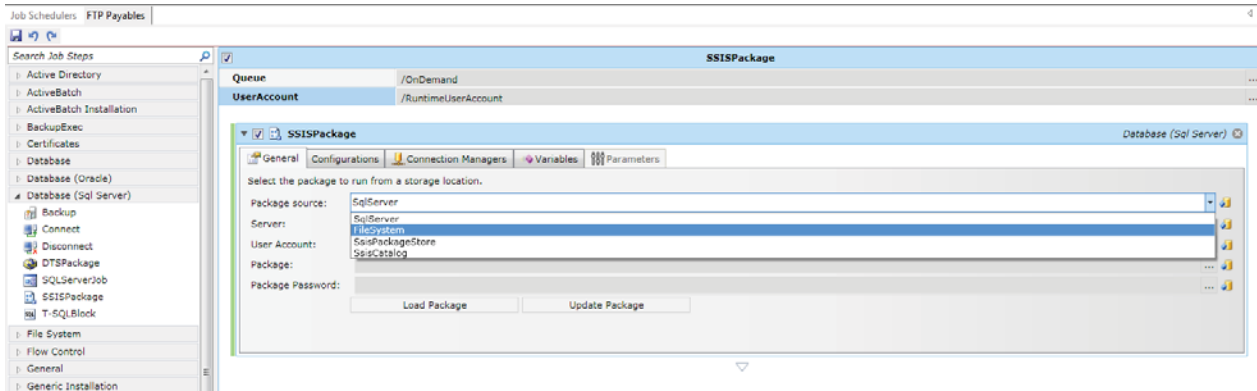 Job Schedulers FTP Payables
Search Job Steps
Active Directory
ActiveBatch
ActiveBatch Installation
BackupExec
Certificates
Database
Database (Oracle)
Database (Sql Server)
Backup
Connect
Disconnect
DTSPackage
SQLServerJob
SSISPackage
T-SQLBlock
File System
Flow Control
General
Generic Installation
SSISPackage
Queue /OnDemand ...
UserAccount /RuntimeUserAccount ...
SSISPackage Database (Sql Server)
General Configurations Connection Managers Variables Parameters
Select the package to run from a storage location.
Package source: SqlServer
SqlServer
Server:
FileSystem
User Account: SsisPackageStore
SsisCatalog
Package: ...
Package Password: ...
Load Package Update Package